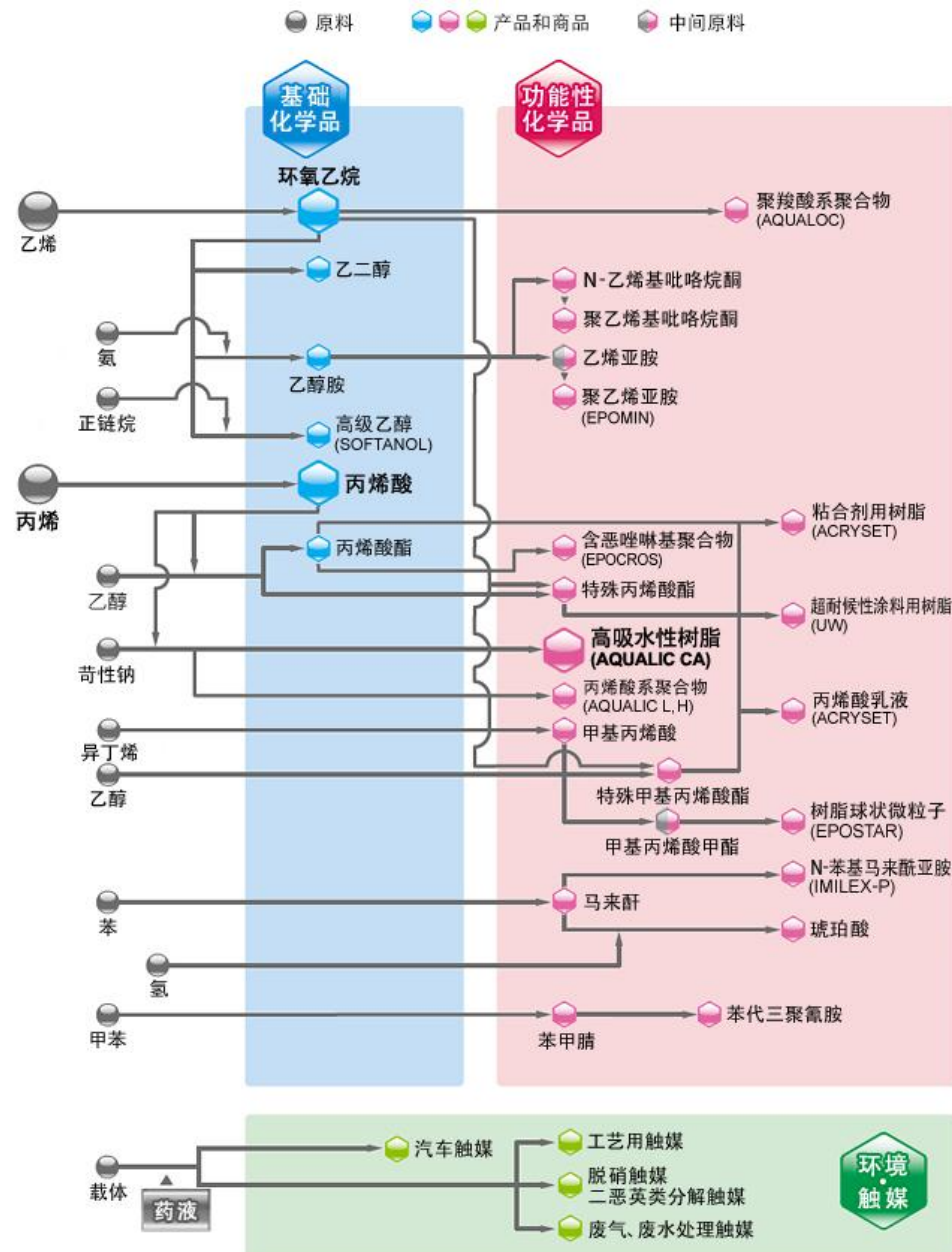 原料
产品和商品
中间原料
基础
化学品
功能性
化学品
环氧乙烷
乙烯
聚羧酸系聚合物
(AQUALOC)
乙二醇
N-乙烯基吡咯烷酮
聚乙烯基吡咯烷酮
氨
乙醇胺
乙烯亚胺
正链烷
聚乙烯亚胺
(EPOMIN)
高级乙醇
(SOFTANOL)
丙烯
丙烯酸
粘合剂用树脂
(ACRYSET)
丙烯酸酯
含恶唑啉基聚合物
(EPOCROS)
乙醇
特殊丙烯酸酯
超耐候性涂料用树脂
(UW)
苛性钠
高吸水性树脂
(AQUALIC CA)
丙烯酸系聚合物
(AQUALIC L, H)
丙烯酸乳液
(ACRYSET)
异丁烯
甲基丙烯酸
乙醇
特殊甲基丙烯酸酯
甲基丙烯酸甲酯
树脂球状微粒子
(EPOSTAR)
N-苯基马来酰亚胺
(IMILEX-P)
苯
马来酐
琥珀酸
氢
甲苯
苯甲腈
苯代三聚氰胺
载体
药液
汽车触媒
工艺用触媒
脱硝触媒
二恶英类分解触媒
废气、废水处理触媒
环境
·
触媒